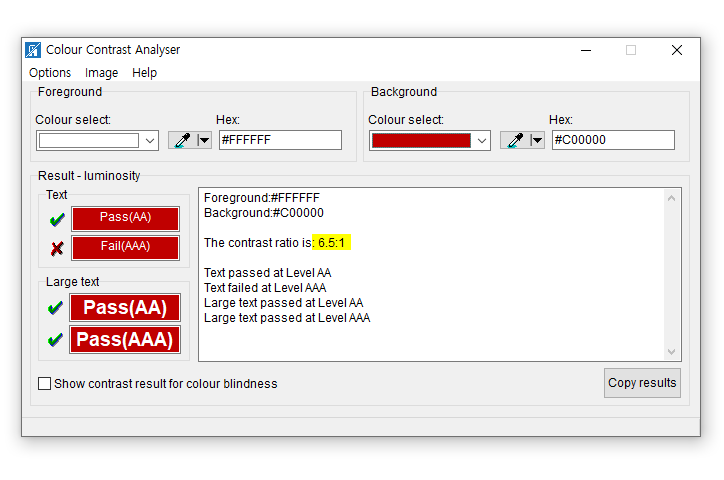 Colour Contrast Analyser
Options Image Help
Foreground
Colour select:
Hex:
#FFFFFF
Background
Colour select:
Hex:
#C00000
Result - luminosity
Text
Pass(AA)
Fail(AAA)
Large text
Pass(AA)
Pass(AAA)
Foreground:#FFFFFF
Background:#C00000
The contrast ratio is: 6.5:1
Text passed at Level AA
Text failed at Level AAA
Large text passed at Level AA
Large text passed at Level AAA
Show contrast result for colour blindness
Copy results